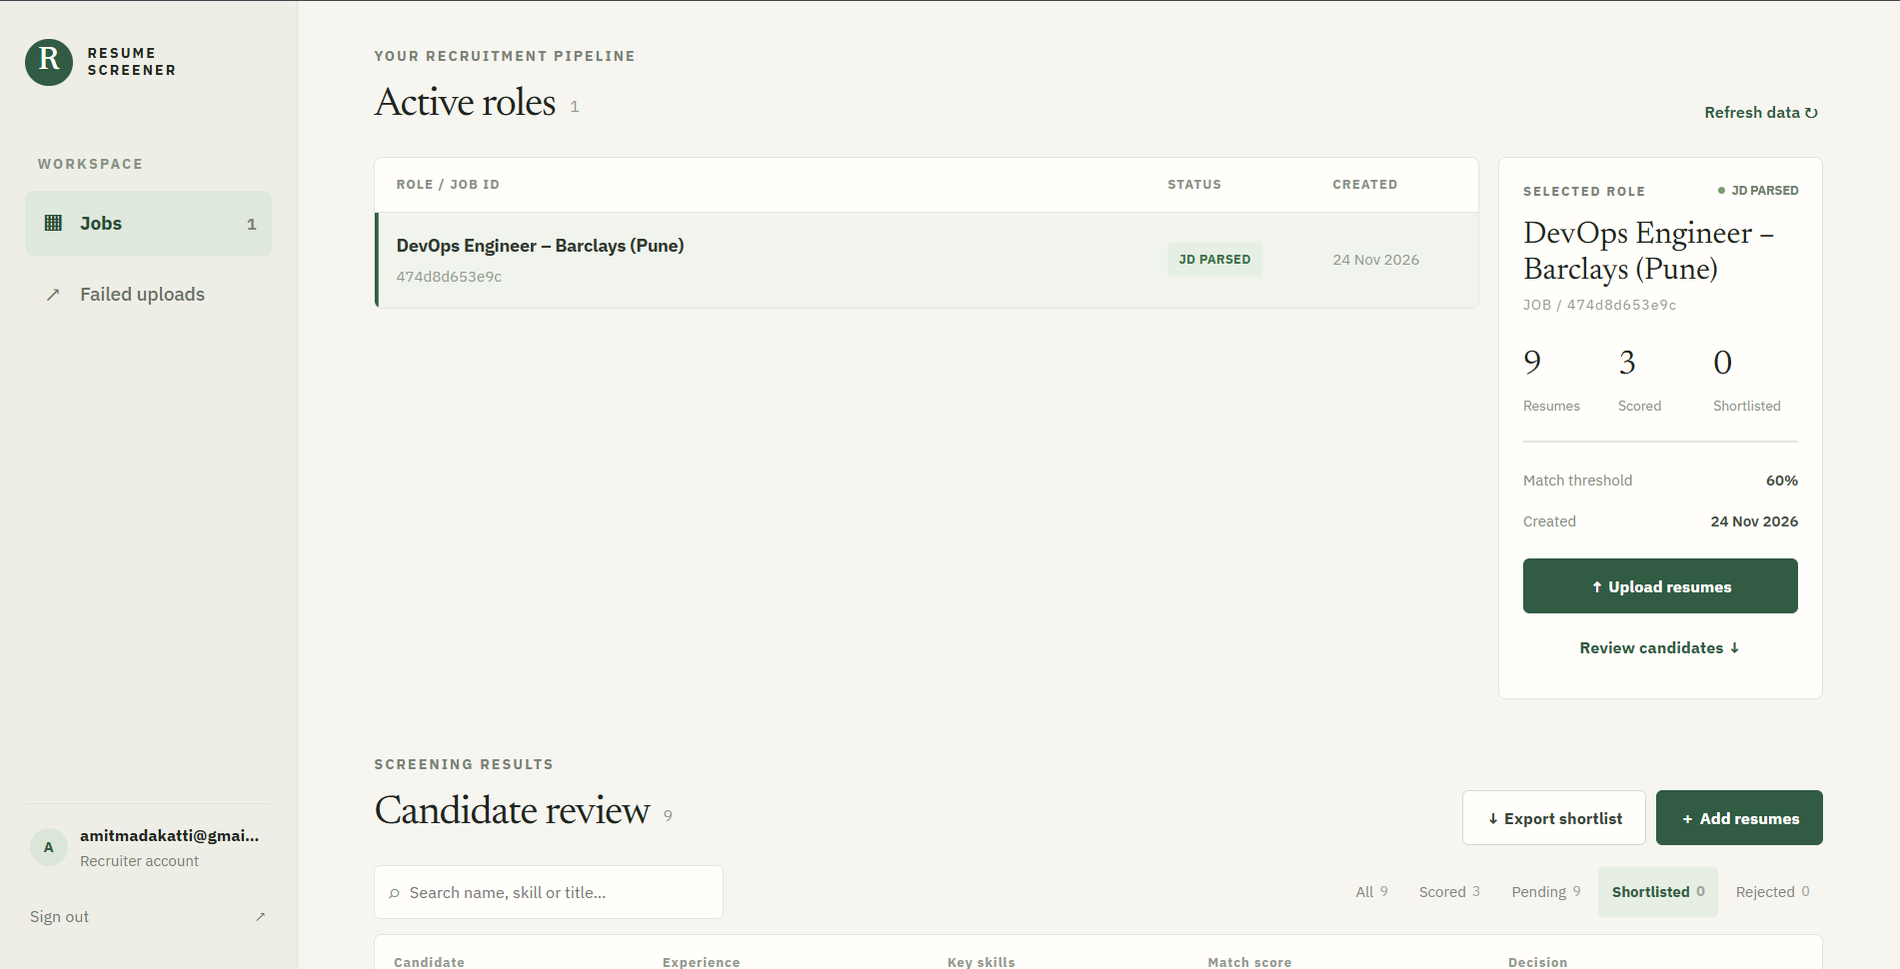 R
RESUME
SCREENER
WORKSPACE
Jobs 1
Failed uploads
amitmadakatti@gmai...
A
Recruiter account
Sign out
YOUR RECRUITMENT PIPELINE
Active roles 1
Refresh data
ROLE / JOB ID STATUS CREATED
DevOps Engineer – Barclays (Pune)
474d8d653e9c
JD PARSED
24 Nov 2026
SELECTED ROLE JD PARSED
DevOps Engineer –
Barclays (Pune)
JOB / 474d8d653e9c
9 3 0
Resumes Scored Shortlisted
Match threshold 60%
Created 24 Nov 2026
↑ Upload resumes
Review candidates ↓
SCREENING RESULTS
Candidate review 9
↓ Export shortlist + Add resumes
Search name, skill or title...
All 9 Scored 3 Pending 9 Shortlisted 0 Rejected 0
Candidate Experience Key skills Match score Decision